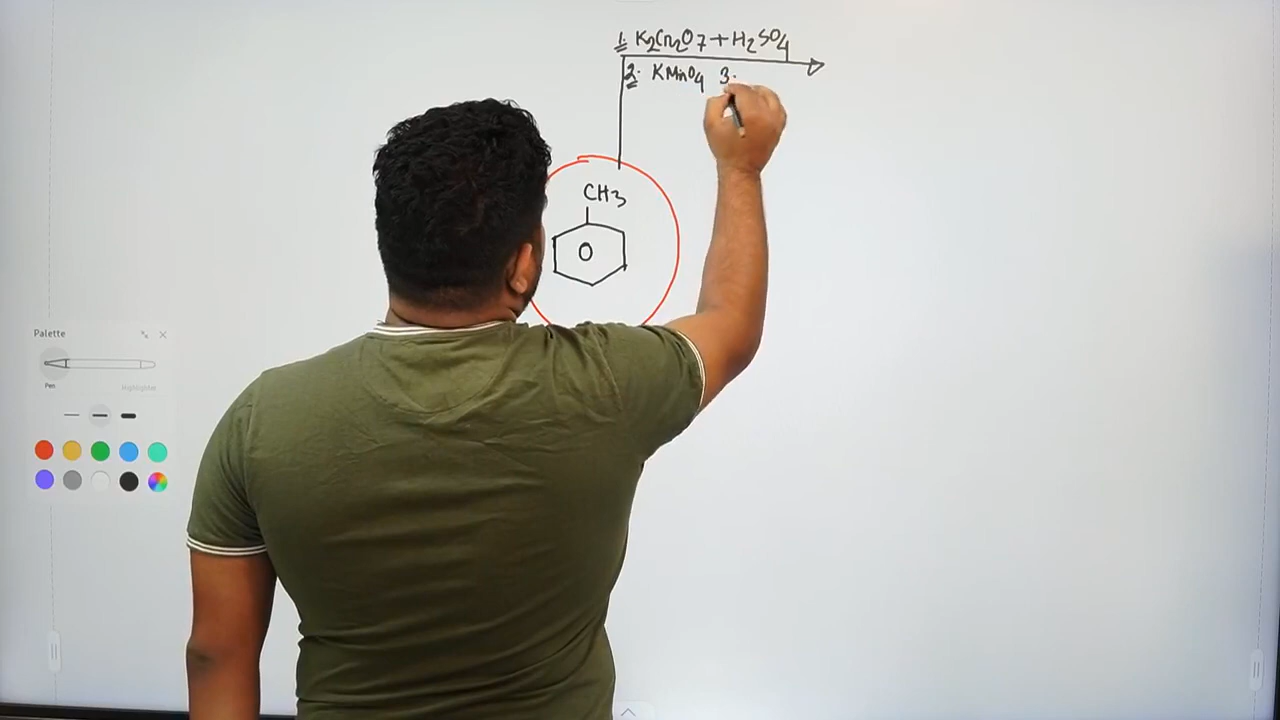 1. K2Cr2O7 + H2SO4
2. KMnO4 3.
CH3
Palette
Pen
Highlighter